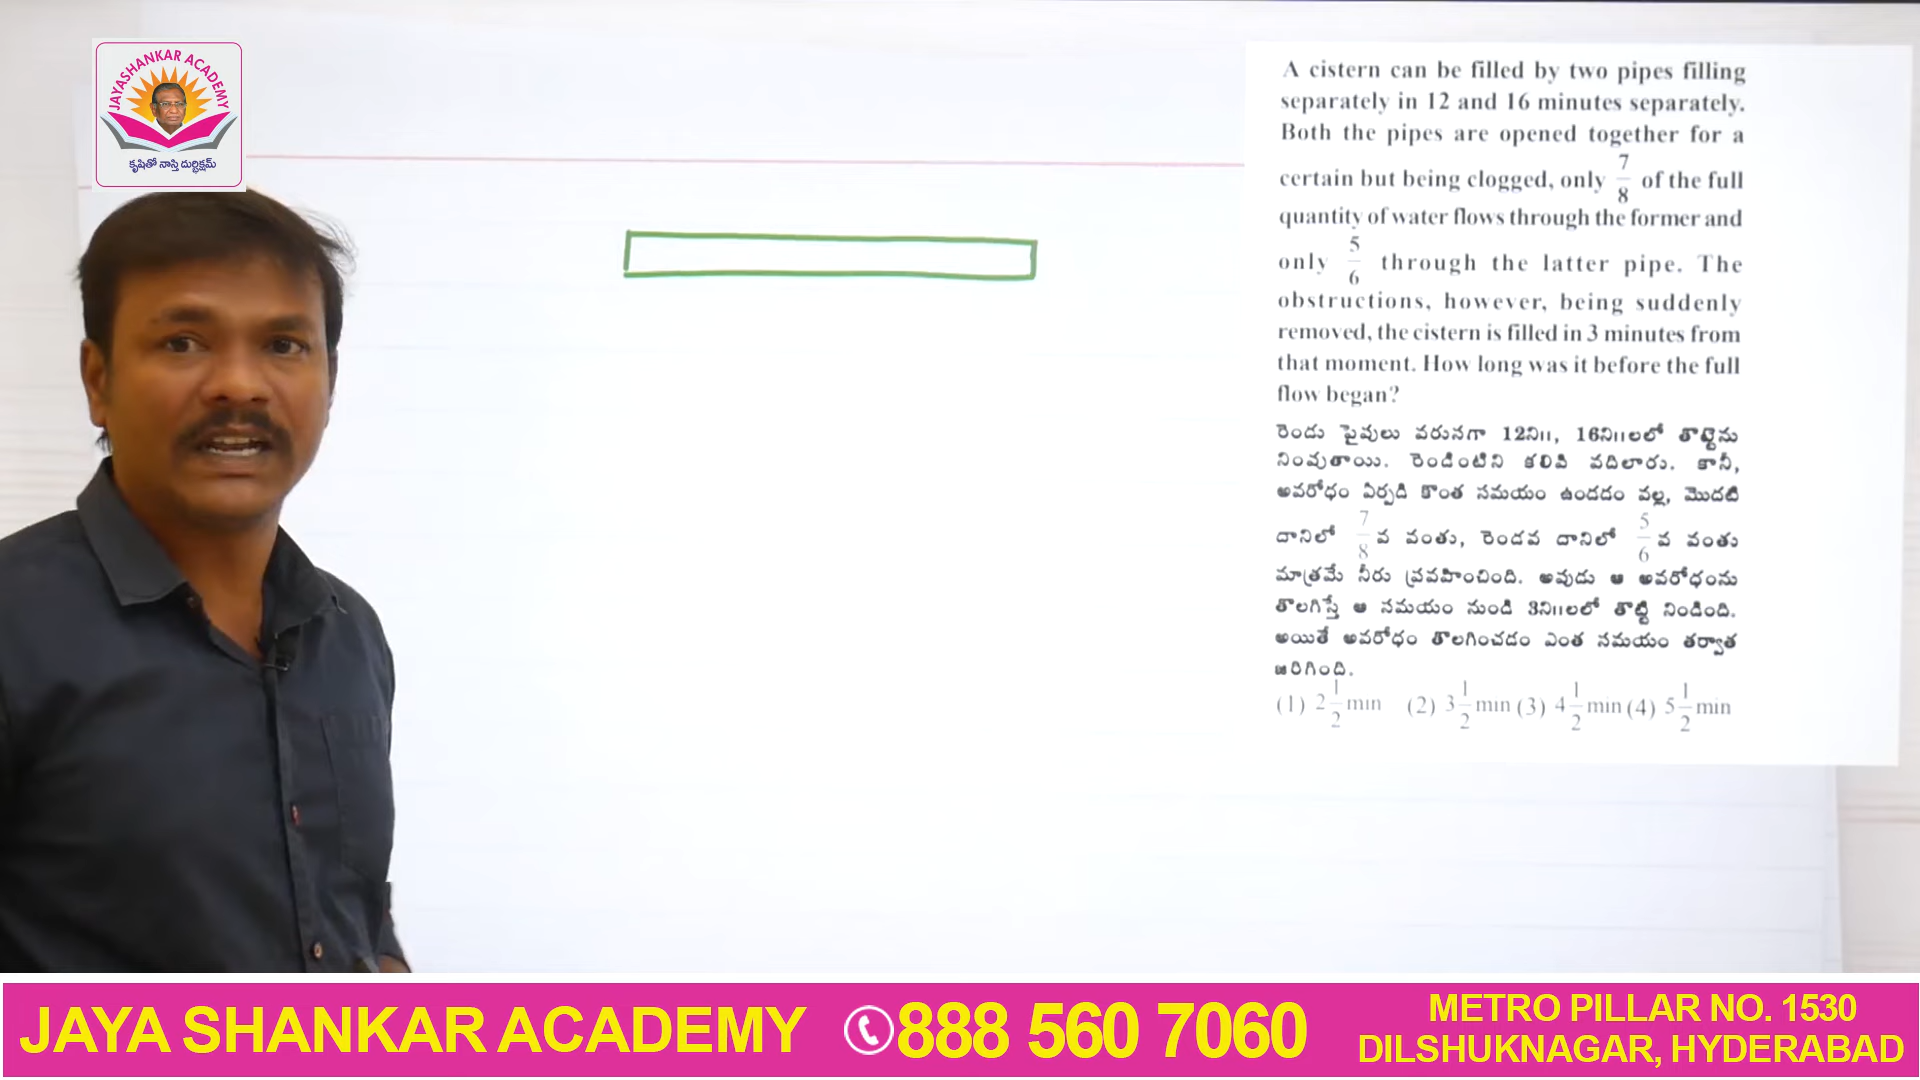 JAYASHANKAR ACADEMY
కృషితో నాస్తి దుర్భిక్షమ్
A cistern can be filled by two pipes filling
separately in 12 and 16 minutes separately.
Both the pipes are opened together for a
certain but being clogged, only 7/8 of the full
quantity of water flows through the former and
only 5/6 through the latter pipe. The
obstructions, however, being suddenly
removed, the cistern is filled in 3 minutes from
that moment. How long was it before the full
flow began?
రెండు పైపులు వరుసగా 12ని॥, 16ని॥లలో తొట్టెను
నింపుతాయి. రెండింటిని కలిపి వదిలారు. కానీ,
అవరోధం ఏర్పడి కొంత సమయం ఉండడం వల్ల, మొదటి
దానిలో 7/8 వ వంతు, రెండవ దానిలో 5/6 వ వంతు
మాత్రమే నీరు ప్రవహించింది. అపుడు ఆ అవరోధంను
తొలగిస్తే ఆ సమయం నుండి 3ని॥లలో తొట్టి నిండింది.
అయితే అవరోధం తొలగించడం ఎంత సమయం తర్వాత
జరిగింది.
(1) 2 1/2 min (2) 3 1/2 min (3) 4 1/2 min (4) 5 1/2 min
JAYA SHANKAR ACADEMY 888 560 7060
METRO PILLAR NO. 1530
DILSHUKNAGAR, HYDERABAD